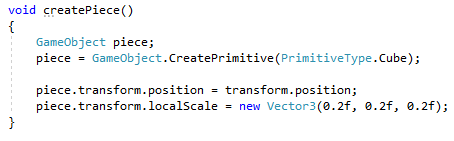 void createPiece()
{
GameObject piece;
piece = GameObject.CreatePrimitive(PrimitiveType.Cube);
piece.transform.position = transform.position;
piece.transform.localScale = new Vector3(0.2f, 0.2f, 0.2f);
}